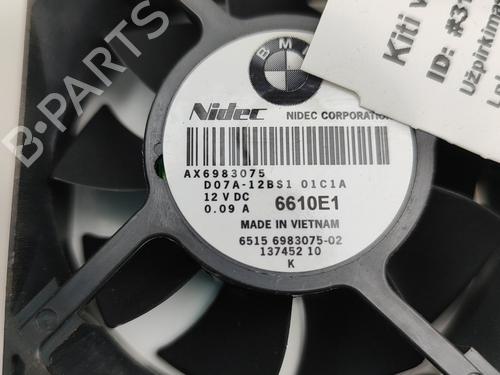 BMW
Nidec
NIDEC CORPORATION
AX6983075
D07A-12BS1 01C1A
12 V DC
0.09 A
6610E1
MADE IN VIETNAM
6515 6983075-02
137452 10
K
B-PARTS
Kiti
ID: